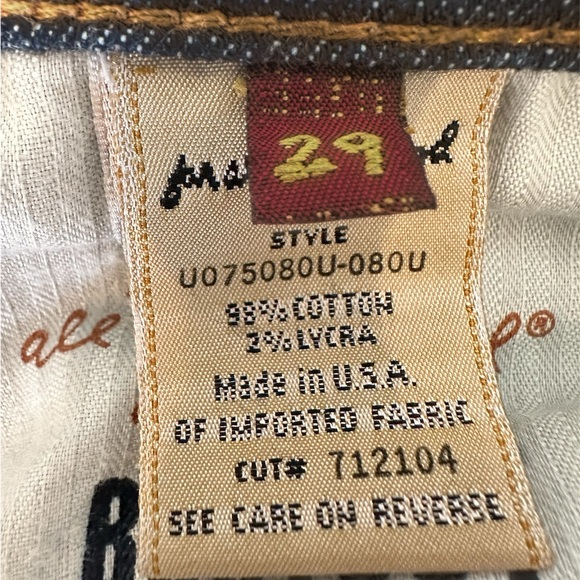 29
STYLE
U075080U-080U
98% COTTON
2% LYCRA
Made in U.S.A.
OF IMPORTED FABRIC
CUT# 712104
SEE CARE ON REVERSE